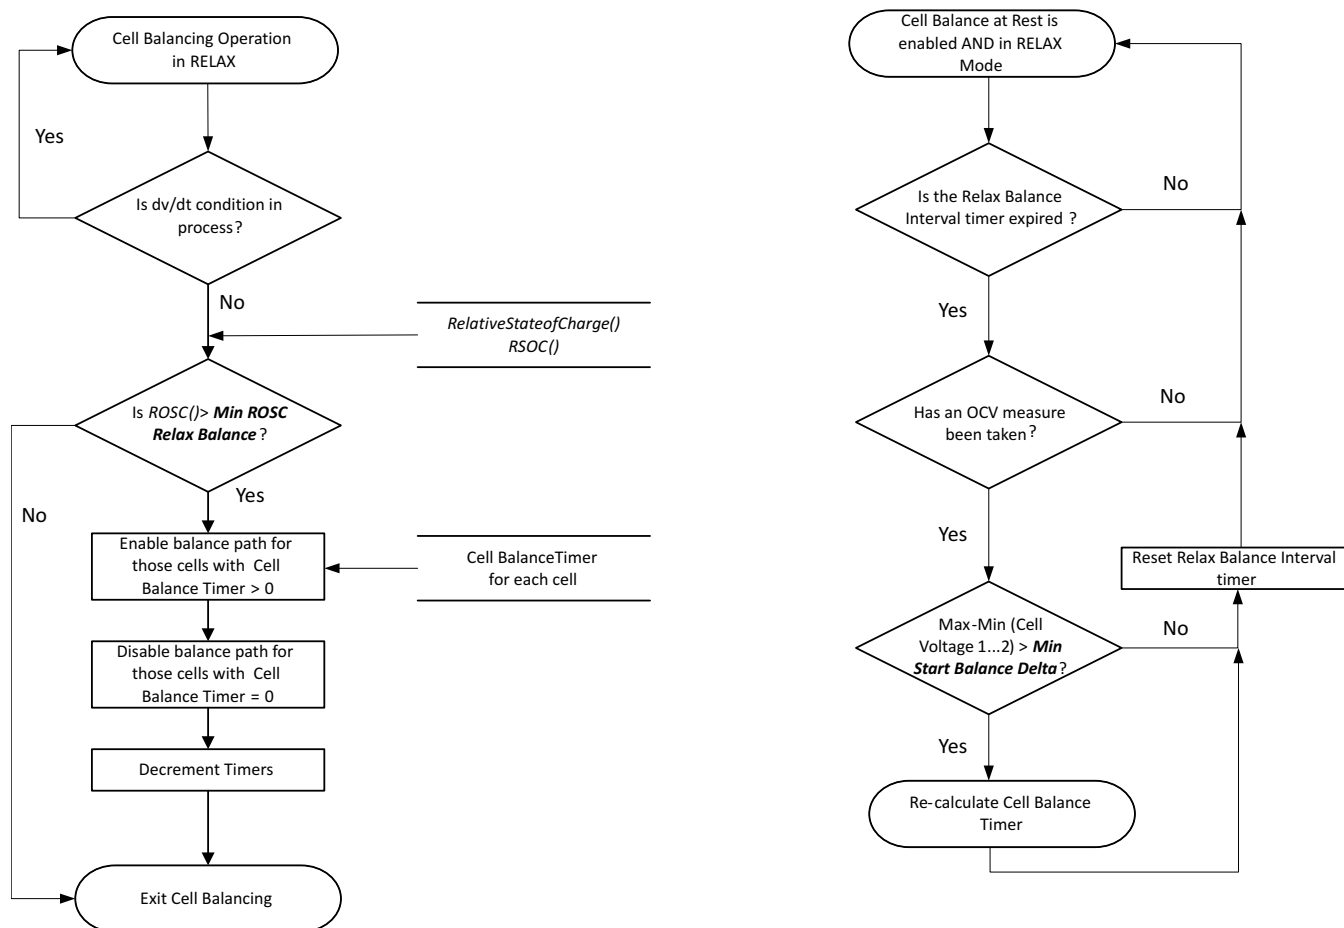 Cell Balancing Operation
in RELAX
Yes
Is dv/dt condition in
process?
No
RelativeStateofCharge()
RSOC()
Is ROSC()> Min ROSC
Relax Balance?
No
Yes
Enable balance path for
those cells with Cell
Balance Timer > 0
Cell BalanceTimer
for each cell
Disable balance path for
those cells with Cell
Balance Timer = 0
Decrement Timers
Exit Cell Balancing
Cell Balance at Rest is
enabled AND in RELAX
Mode
Is the Relax Balance
Interval timer expired ?
No
Yes
Has an OCV measure
been taken?
No
Yes
Reset Relax Balance Interval
timer
Max-Min (Cell
Voltage 1...2) > Min
Start Balance Delta?
No
Yes
Re-calculate Cell Balance
Timer